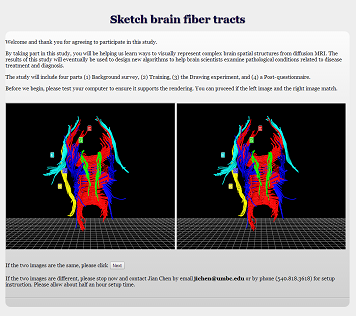 Sketch brain fiber tracts
Welcome and thank you for agreeing to participate in this study.
By taking part in this study, you will be helping us learn ways to visually represent complex brain spatial structures from diffusion MRI. The
results of this study will eventually be used to design new algorithms to help brain scientists examine pathological conditions related to disease
treatment and diagnosis.
The study will include four parts (1) Background survey, (2) Training, (3) the Drawing experiment, and (4) a Post-questionnaire.
Before we begin, please test your computer to ensure it supports the rendering. You can proceed if the left image and the right image match.
If the two images are the same, please click Next
If the two images are different, please stop now and contact Jian Chen by email jichen@umbc.edu or by phone (540.818.3618) for setup
instruction. Please allow about half an hour setup time.